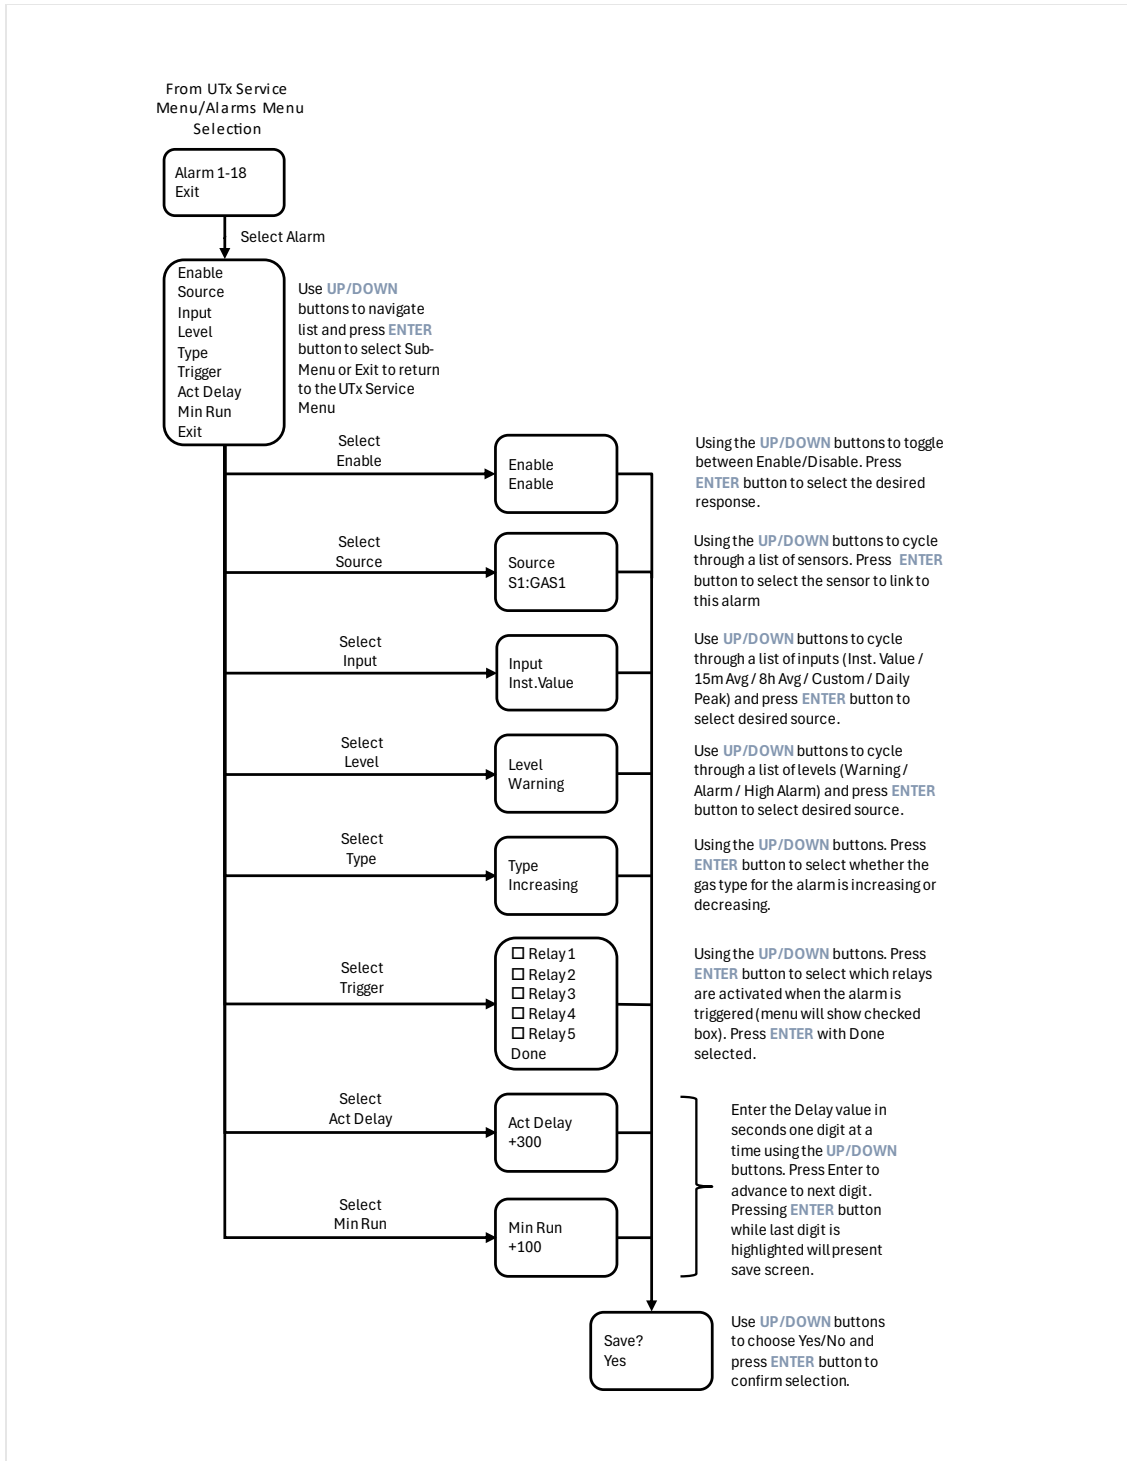 From UTx Service
Menu/Alarms Menu
Selection
Alarm 1-18
Exit
Select Alarm
Enable
Source
Input
Level
Type
Trigger
Act Delay
Min Run
Exit
Use UP/DOWN
buttons to navigate
list and press ENTER
button to select Sub-
Menu or Exit to return
to the UTx Service
Menu
Select
Enable
Enable
Enable
Using the UP/DOWN buttons to toggle
between Enable/Disable. Press
ENTER button to select the desired
response.
Select
Source
Source
S1:GAS1
Using the UP/DOWN buttons to cycle
through a list of sensors. Press ENTER
button to select the sensor to link to
this alarm
Select
Input
Input
Inst.Value
Use UP/DOWN buttons to cycle
through a list of inputs (Inst. Value /
15m Avg / 8h Avg / Custom / Daily
Peak) and press ENTER button to
select desired source.
Select
Level
Level
Warning
Use UP/DOWN buttons to cycle
through a list of levels (Warning /
Alarm / High Alarm) and press ENTER
button to select desired source.
Select
Type
Type
Increasing
Using the UP/DOWN buttons. Press
ENTER button to select whether the
gas type for the alarm is increasing or
decreasing.
Select
Trigger
☐ Relay 1
☐ Relay 2
☐ Relay 3
☐ Relay 4
☐ Relay 5
Done
Using the UP/DOWN buttons. Press
ENTER button to select which relays
are activated when the alarm is
triggered (menu will show checked
box). Press ENTER with Done
selected.
Select
Act Delay
Act Delay
+300
Select
Min Run
Min Run
+100
Enter the Delay value in
seconds one digit at a
time using the UP/DOWN
buttons. Press Enter to
advance to next digit.
Pressing ENTER button
while last digit is
highlighted will present
save screen.
Save?
Yes
Use UP/DOWN buttons
to choose Yes/No and
press ENTER button to
confirm selection.